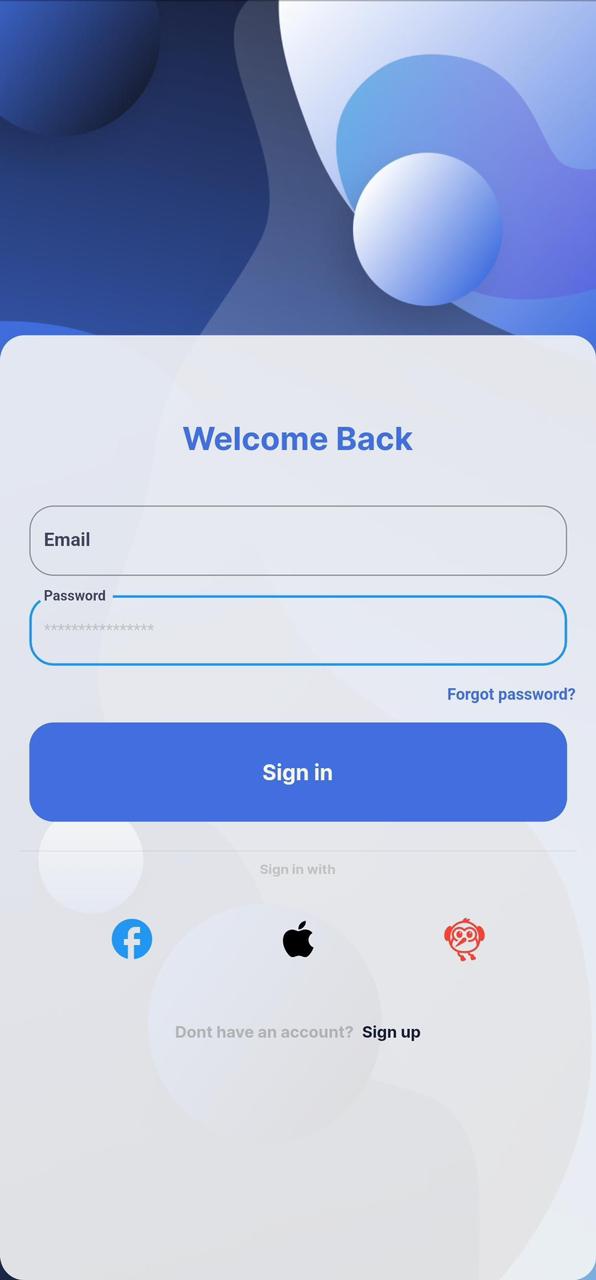 Welcome Back
Email
Password
****************
Forgot password?
Sign in
Sign in with
Dont have an account? Sign up